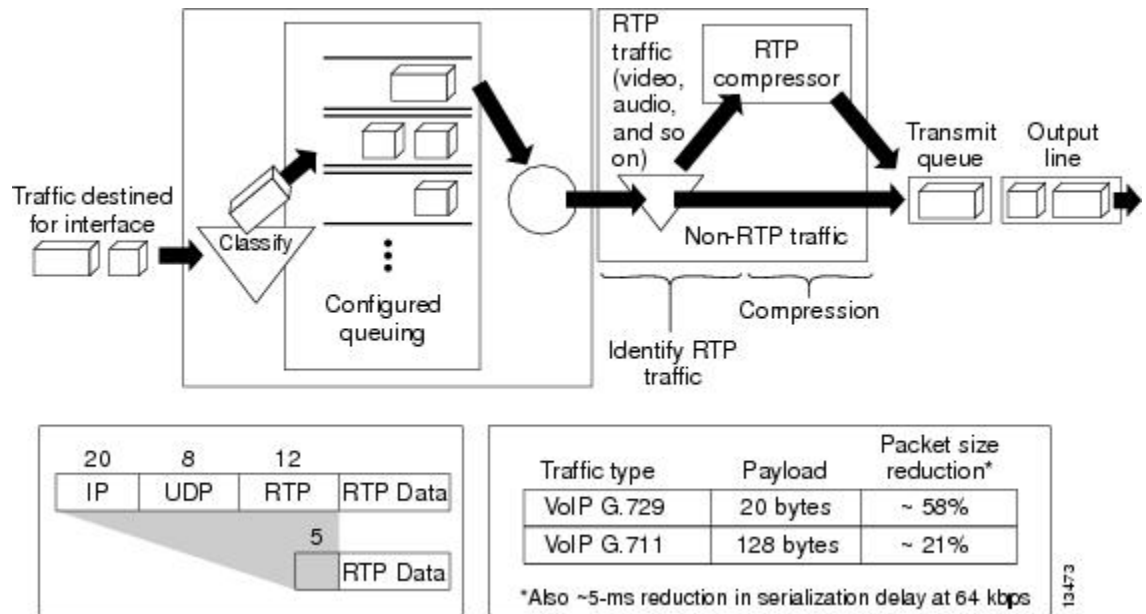 RTP
traffic
(video,
audio,
and so
on)
RTP
compressor
Transmit
queue
Output
line
Traffic destined
for interface
Classify
Non-RTP traffic
Configured
queuing
Compression
Identify RTP
traffic
20 8 12
IP UDP RTP RTP Data
5
RTP Data
Traffic type Payload Packet size
reduction*
VoIP G.729 20 bytes ~ 58%
VoIP G.711 128 bytes ~ 21%
*Also ~5-ms reduction in serialization delay at 64 kbps
13473